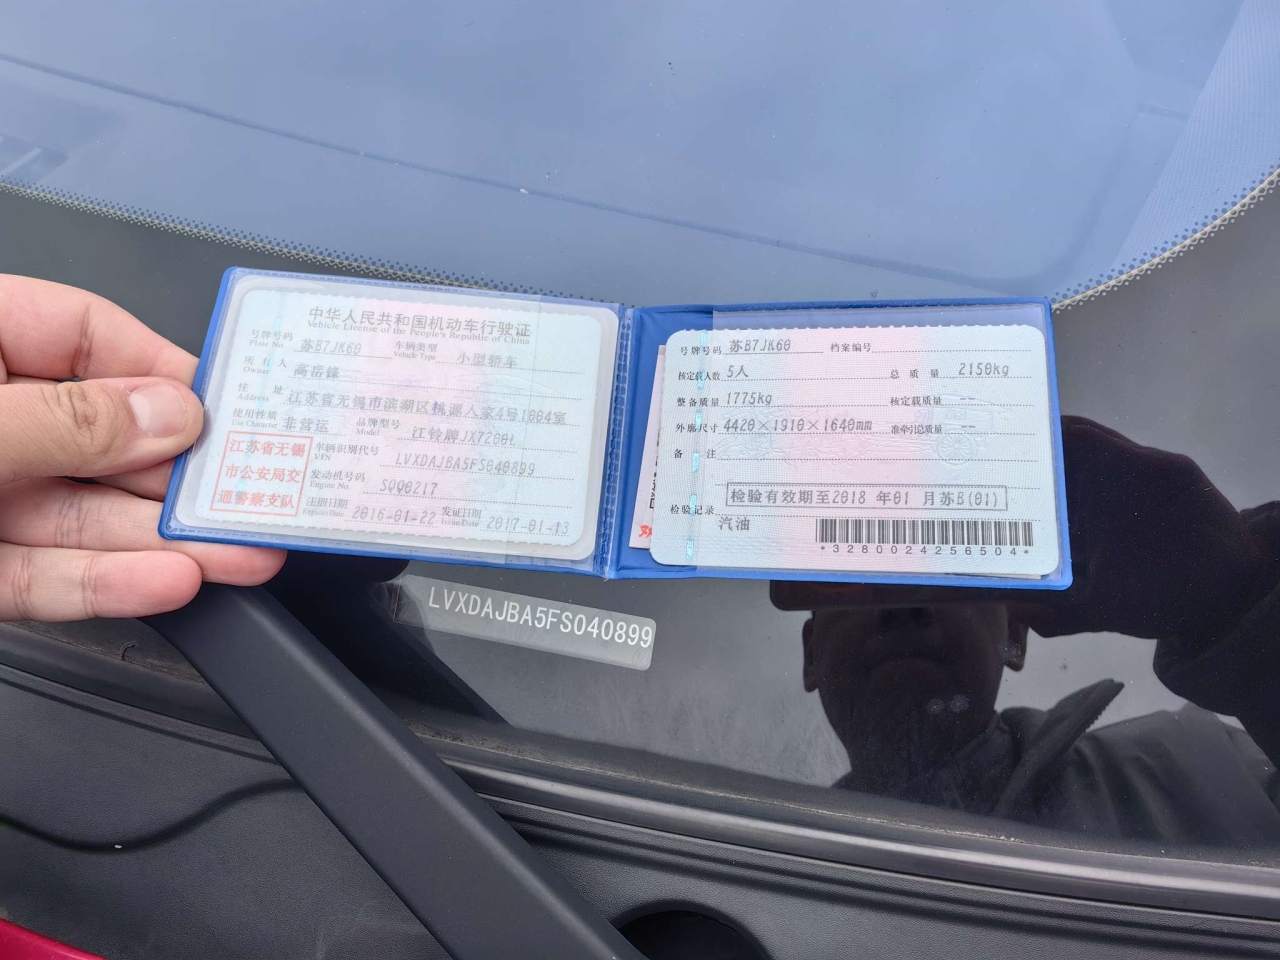 中华人民共和国机动车行驶证
Vehicle License of the People's Republic of China
号牌号码 苏B7JK60 车辆类型 小型轿车
Plate No. Vehicle Type
所有人 高岳锋
Owner
住址 江苏省无锡市滨湖区桃源人家4号1004室
Address
使用性质 非营运 品牌型号 江铃牌JX7200L
Use Character Model
江苏省无锡
市公安局交
通警察支队
车辆识别代号 LVXDAJBA5FS040899
VIN
发动机号码 SQQ0217
Engine No.
注册日期 2016-01-22 发证日期 2017-01-13
Register Date Issue Date
号牌号码 苏B7JK60 档案编号
核定载人数 5人 总质量 2150kg
整备质量 1775kg 核定载质量 --
外廓尺寸 4420×1910×1640mm 准牵引总质量 --
备注
检验有效期至2018 年01 月苏B(01)
检验记录
汽油
*3280024256504*
LVXDAJBA5FS040899